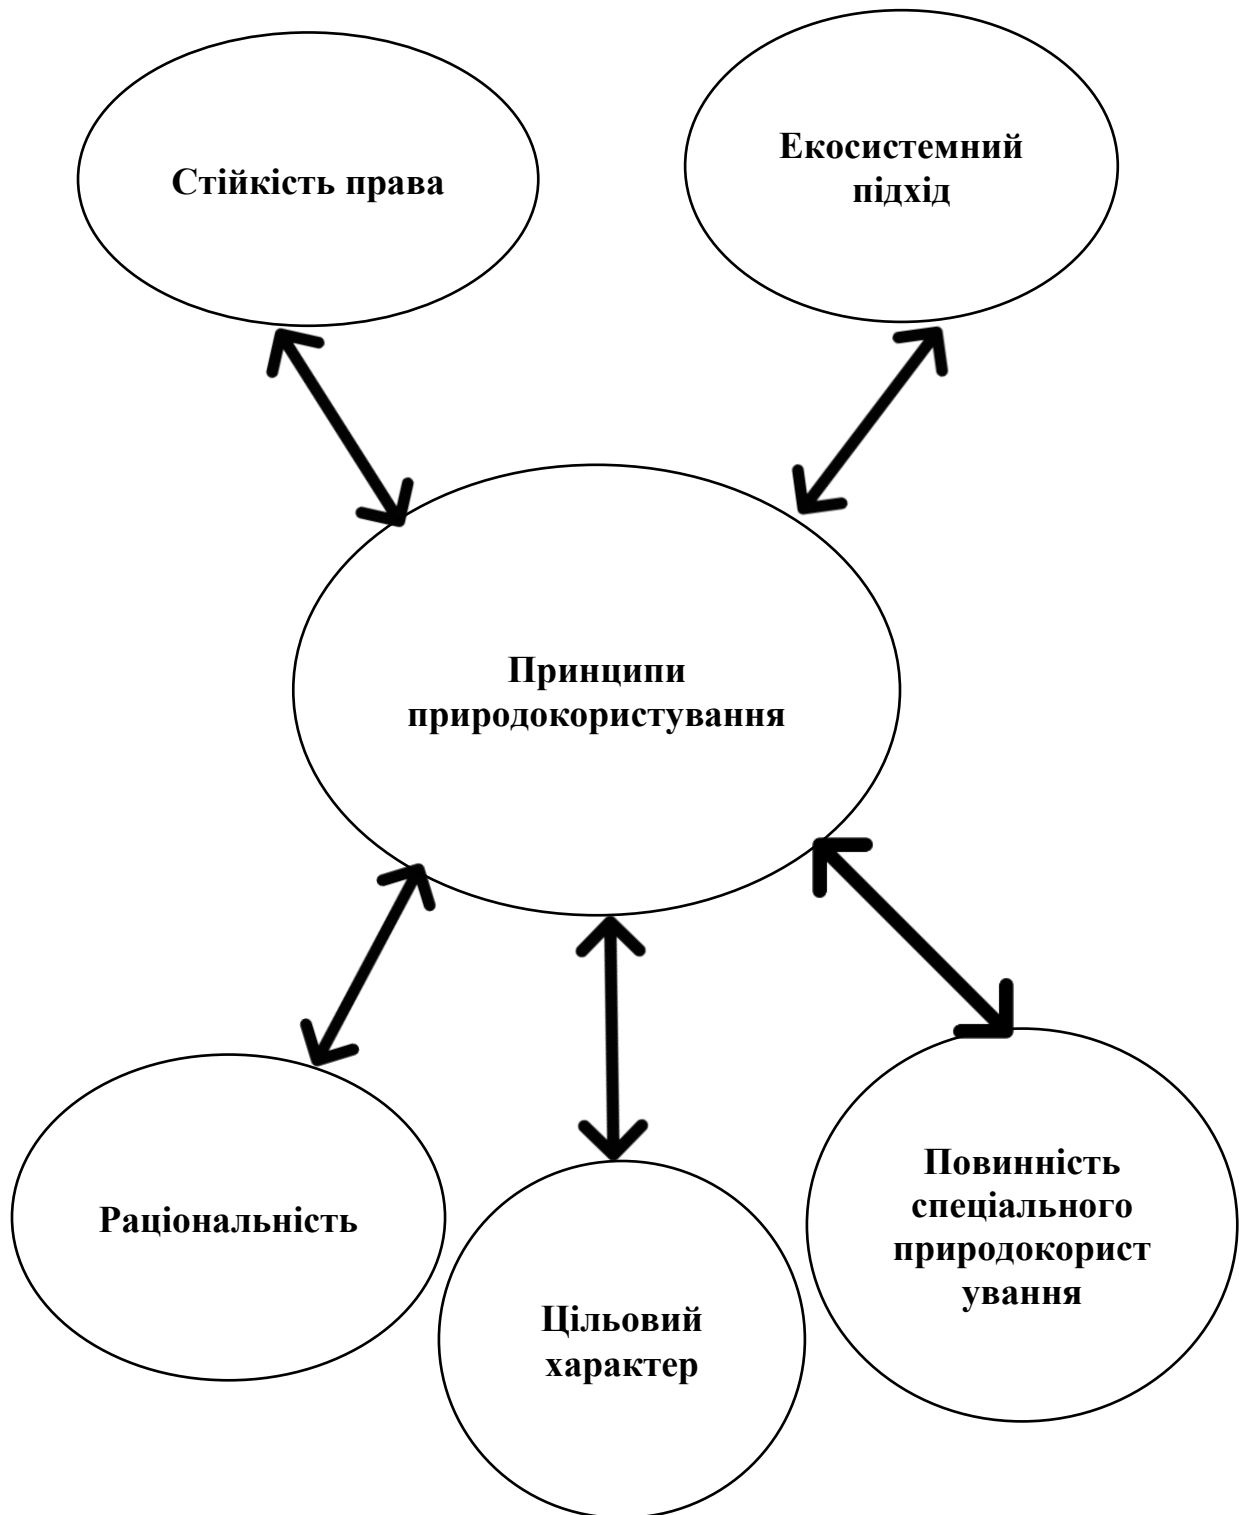 Стійкість права
Екосистемний
підхід
Принципи
природокористування
Раціональність
Цільовий
характер
Повинність
спеціального
природокорист
ування